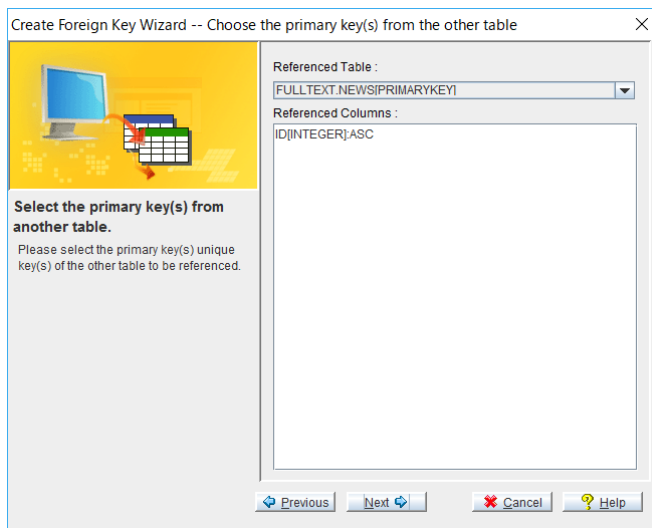 Create Foreign Key Wizard -- Choose the primary key(s) from the other table
Select the primary key(s) from
another table.
Please select the primary key(s) unique
key(s) of the other table to be referenced.
Referenced Table :
FULLTEXT.NEWS[PRIMARYKEY]
Referenced Columns :
ID[INTEGER]:ASC
Previous
Next
Cancel
Help